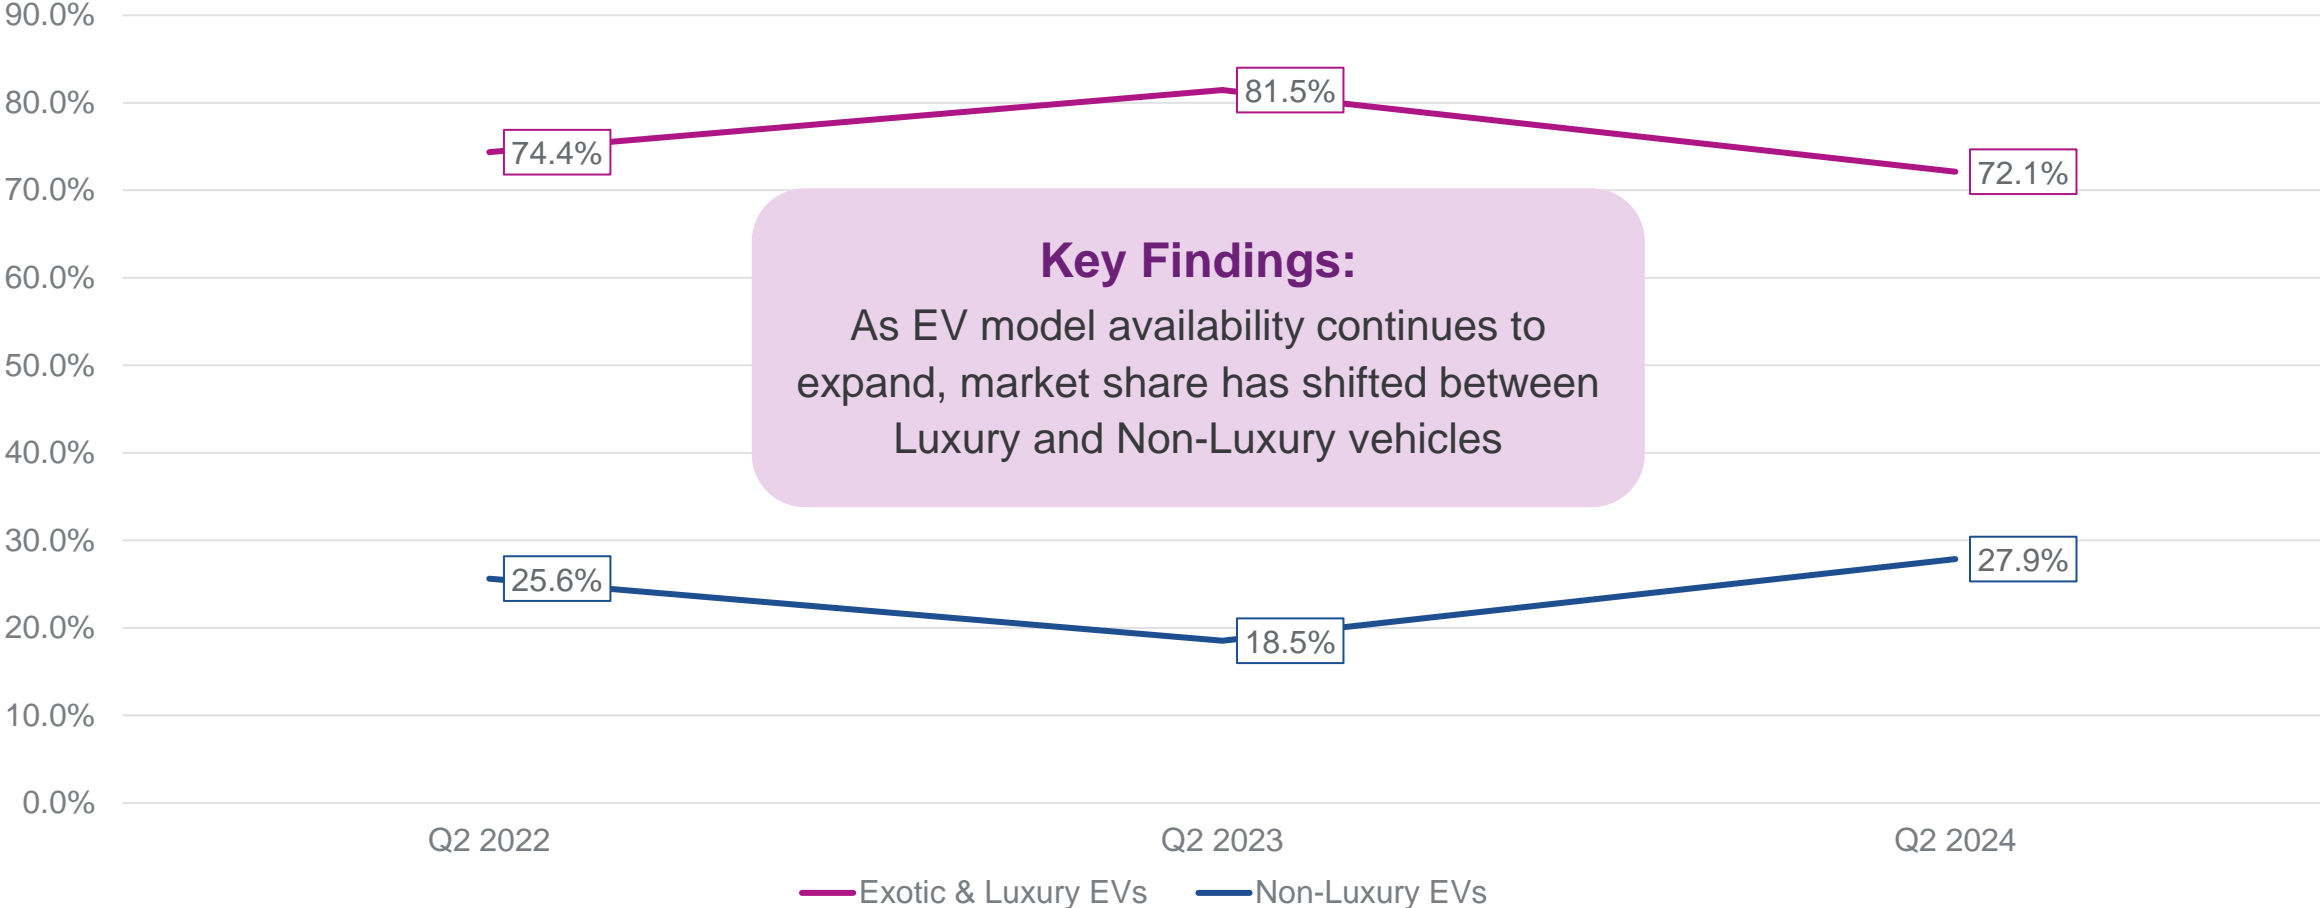 90.0%
80.0%
70.0%
60.0%
50.0%
40.0%
30.0%
20.0%
10.0%
0.0%
74.4%
81.5%
72.1%
Key Findings:
As EV model availability continues to
expand, market share has shifted between
Luxury and Non-Luxury vehicles
25.6%
18.5%
27.9%
Q2 2022
Q2 2023
Q2 2024
Exotic & Luxury EVs
Non-Luxury EVs